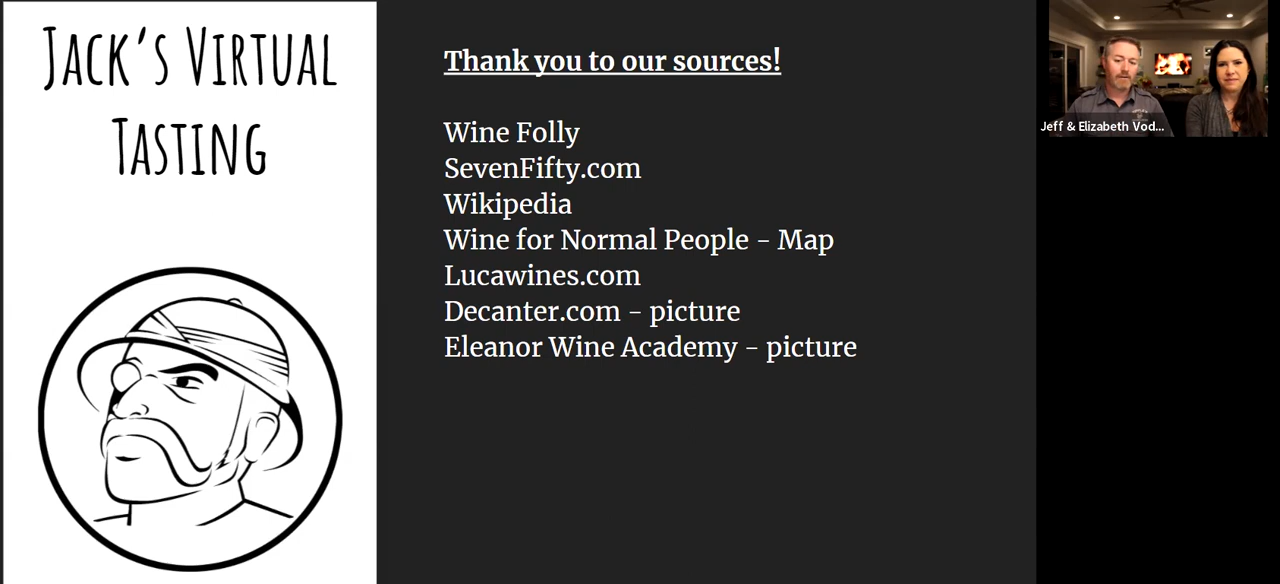 Jack's Virtual
Tasting
Thank you to our sources!
Wine Folly
SevenFifty.com
Wikipedia
Wine for Normal People - Map
Lucawines.com
Decanter.com - picture
Eleanor Wine Academy - picture
Jeff & Elizabeth Vod...